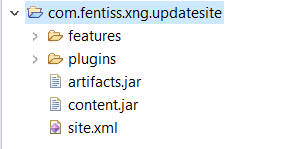 com.fentiss.xng.updatesite
features
plugins
artifacts.jar
content.jar
site.xml